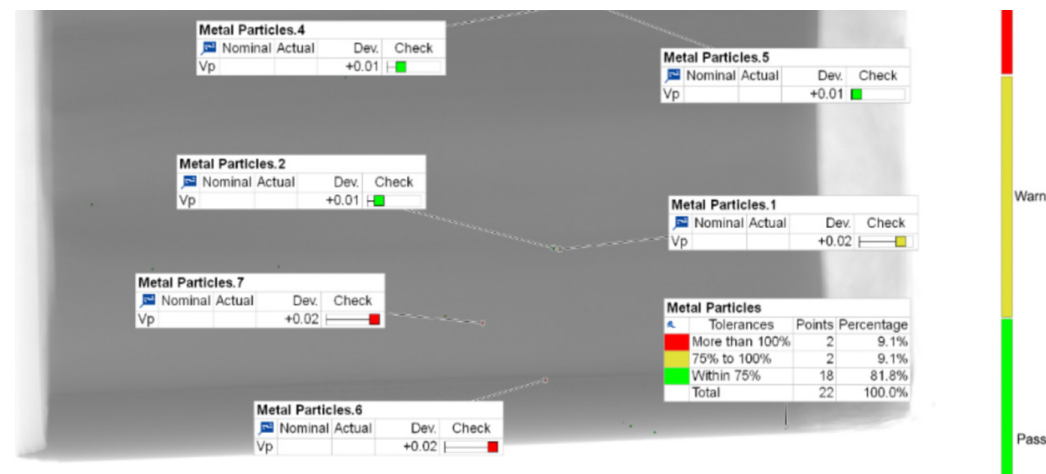 Metal Particles.4
Nominal Actual Dev. Check
Vp +0.01
Metal Particles.5
Nominal Actual Dev. Check
Vp +0.01
Metal Particles.2
Nominal Actual Dev. Check
Vp +0.01
Metal Particles.1
Nominal Actual Dev. Check
Vp +0.02
Warn
Metal Particles.7
Nominal Actual Dev. Check
Vp +0.02
Metal Particles
Tolerances Points Percentage
More than 100% 2 9.1%
75% to 100% 2 9.1%
Within 75% 18 81.8%
Total 22 100.0%
Metal Particles.6
Nominal Actual Dev. Check
Vp +0.02
Pass